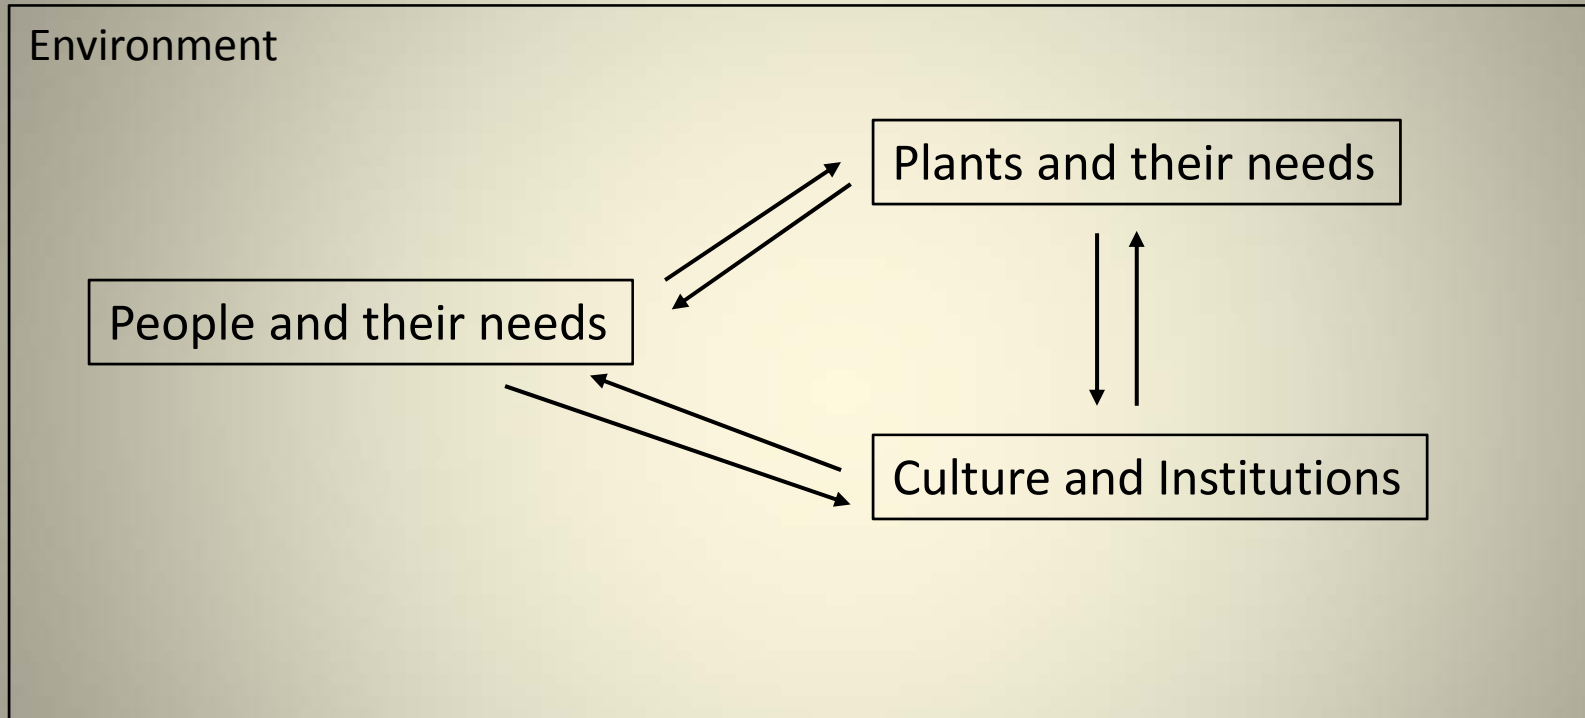 Environment
Plants and their needs
People and their needs
Culture and Institutions